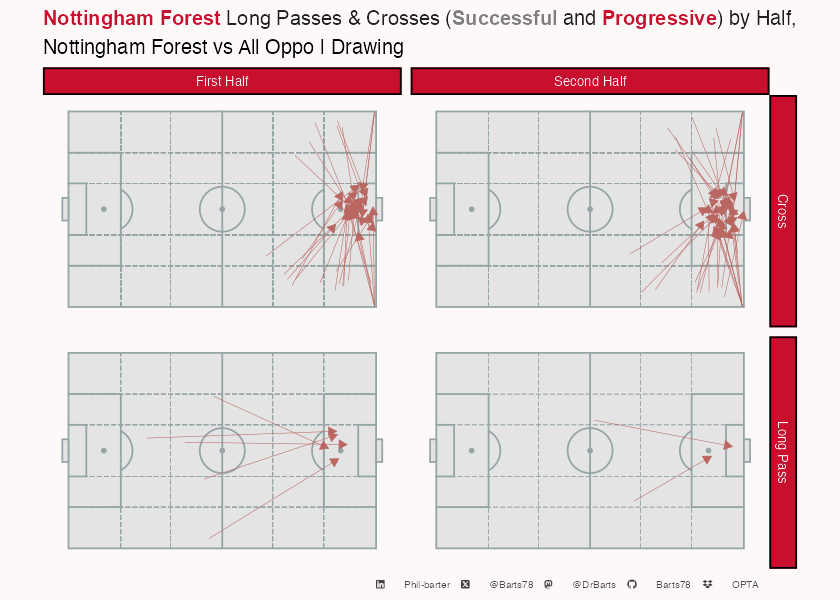 Nottingham Forest Long Passes & Crosses (Successful and Progressive) by Half,
Nottingham Forest vs All Oppo | Drawing
First Half
Second Half
Cross
Long Pass
Phil-barter @Barts78 @DrBarts Barts78 OPTA